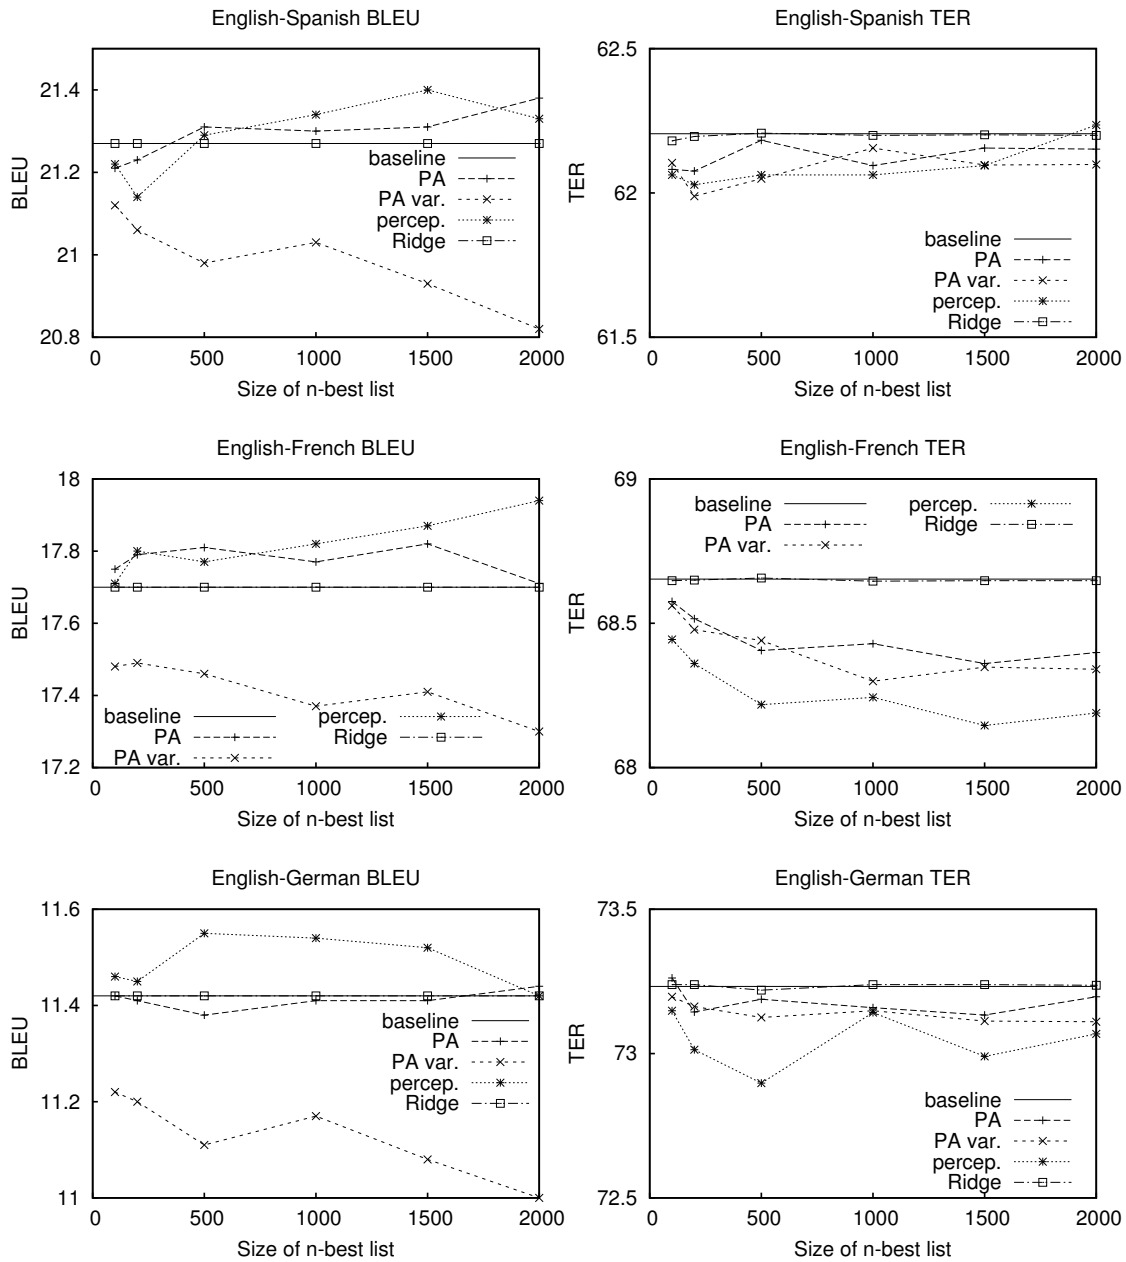 English-Spanish BLEU
21.4
21.2
21
20.8
BLEU
baseline
PA
PA var.
percep.
Ridge
0 500 1000 1500 2000
Size of n-best list
English-Spanish TER
62.5
62
61.5
TER
baseline
PA
PA var.
percep.
Ridge
0 500 1000 1500 2000
Size of n-best list
English-French BLEU
18
17.8
17.6
17.4
17.2
BLEU
baseline percep.
PA Ridge
PA var.
0 500 1000 1500 2000
Size of n-best list
English-French TER
69
68.5
68
TER
baseline percep.
PA Ridge
PA var.
0 500 1000 1500 2000
Size of n-best list
English-German BLEU
11.6
11.4
11.2
11
BLEU
baseline
PA
PA var.
percep.
Ridge
0 500 1000 1500 2000
Size of n-best list
English-German TER
73.5
73
72.5
TER
baseline
PA
PA var.
percep.
Ridge
0 500 1000 1500 2000
Size of n-best list